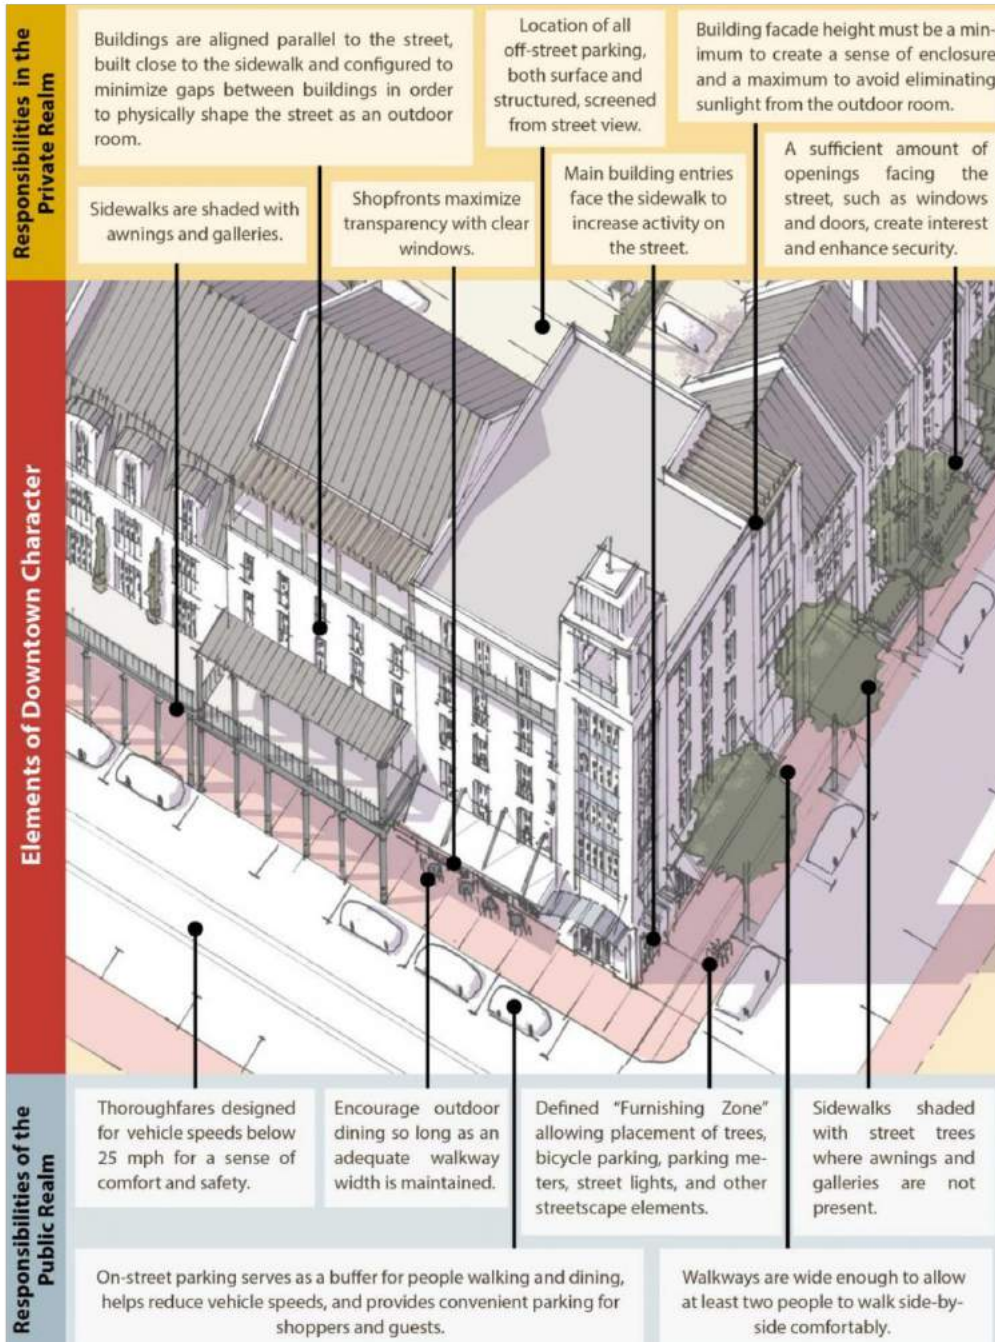 Responsibilities in the
Private Realm
Buildings are aligned parallel to the street,
built close to the sidewalk and configured to
minimize gaps between buildings in order
to physically shape the street as an outdoor
room.
Location of all
off-street parking,
both surface and
structured, screened
from street view.
Building facade height must be a min-
imum to create a sense of enclosure
and a maximum to avoid eliminating
sunlight from the outdoor room.
Sidewalks are shaded with
awnings and galleries.
Shopfronts maximize
transparency with clear
windows.
Main building entries
face the sidewalk to
increase activity on
the street.
A sufficient amount of
openings facing the
street, such as windows
and doors, create interest
and enhance security.
Elements of Downtown Character
Responsibilities of the
Public Realm
Thoroughfares designed
for vehicle speeds below
25 mph for a sense of
comfort and safety.
Encourage outdoor
dining so long as an
adequate walkway
width is maintained.
Defined "Furnishing Zone"
allowing placement of trees,
bicycle parking, parking me-
ters, street lights, and other
streetscape elements.
Sidewalks shaded
with street trees
where awnings and
galleries are not
present.
On-street parking serves as a buffer for people walking and dining,
helps reduce vehicle speeds, and provides convenient parking for
shoppers and guests.
Walkways are wide enough to allow
at least two people to walk side-by-
side comfortably.